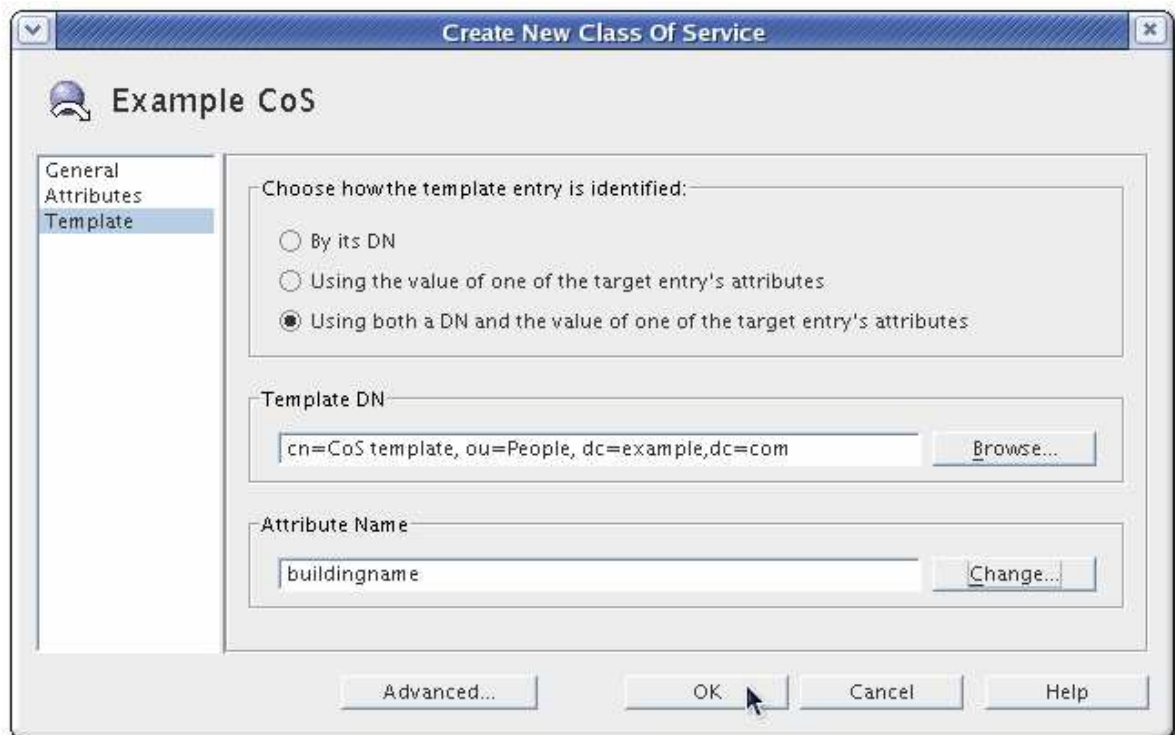 Create New Class Of Service
Example CoS
General
Attributes
Template
Choose how the template entry is identified:
By its DN
Using the value of one of the target entry's attributes
Using both a DN and the value of one of the target entry's attributes
Template DN
cn=CoS template, ou=People, dc=example,dc=com
Browse...
Attribute Name
buildingname
Change...
Advanced...
OK
Cancel
Help